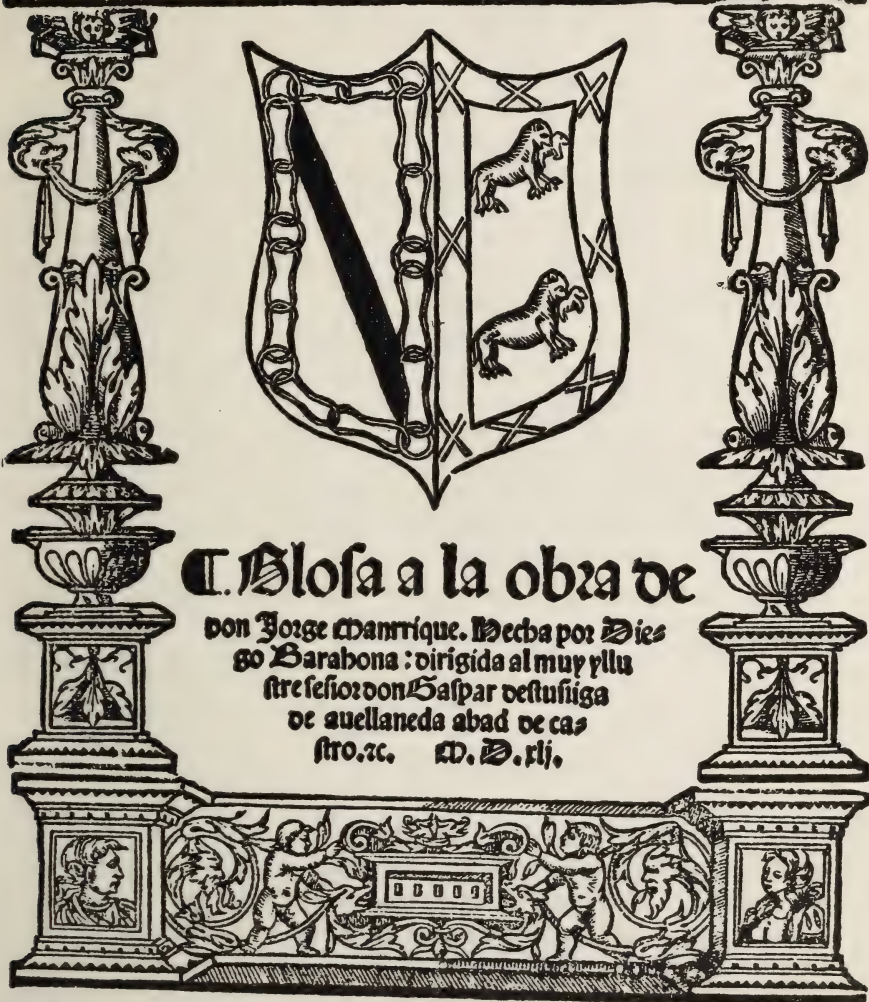 ¶ Glosa a la obra de
don Jorge Manrrique. Hecha por Die⸗
go Barahona: dirigida al muy yllu
stre señor don Gaspar destuñiga
de auellaneda abad de ca⸗
stro. ⁊c. M. D. xlj.